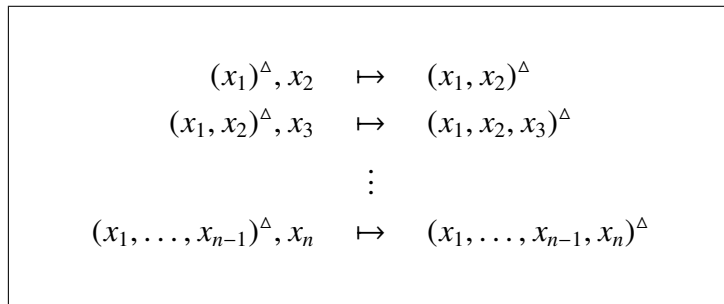 (x₁)^△, x₂ ↦ (x₁, x₂)^△
(x₁, x₂)^△, x₃ ↦ (x₁, x₂, x₃)^△
⋮
(x₁, . . . , xₙ₋₁)^△, xₙ ↦ (x₁, . . . , xₙ₋₁, xₙ)^△